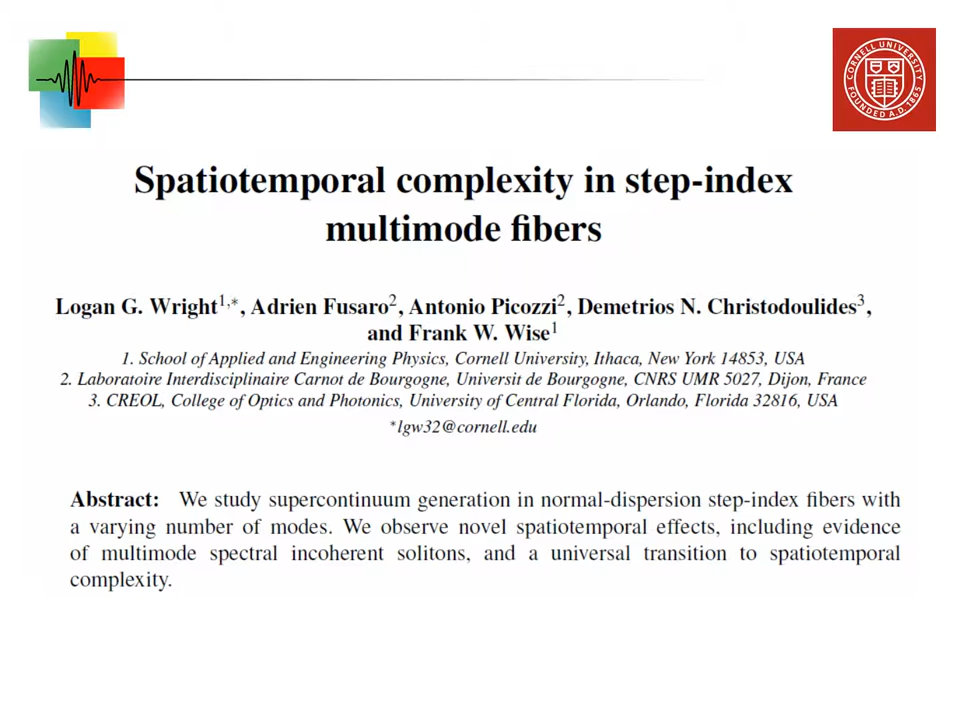 CORNELL UNIVERSITY
FOUNDED A.D. 1865
Spatiotemporal complexity in step-index
multimode fibers
Logan G. Wright1,*, Adrien Fusaro2, Antonio Picozzi2, Demetrios N. Christodoulides3,
and Frank W. Wise1
1. School of Applied and Engineering Physics, Cornell University, Ithaca, New York 14853, USA
2. Laboratoire Interdisciplinaire Carnot de Bourgogne, Universit de Bourgogne, CNRS UMR 5027, Dijon, France
3. CREOL, College of Optics and Photonics, University of Central Florida, Orlando, Florida 32816, USA
*lgw32@cornell.edu
Abstract: We study supercontinuum generation in normal-dispersion step-index fibers with
a varying number of modes. We observe novel spatiotemporal effects, including evidence
of multimode spectral incoherent solitons, and a universal transition to spatiotemporal
complexity.